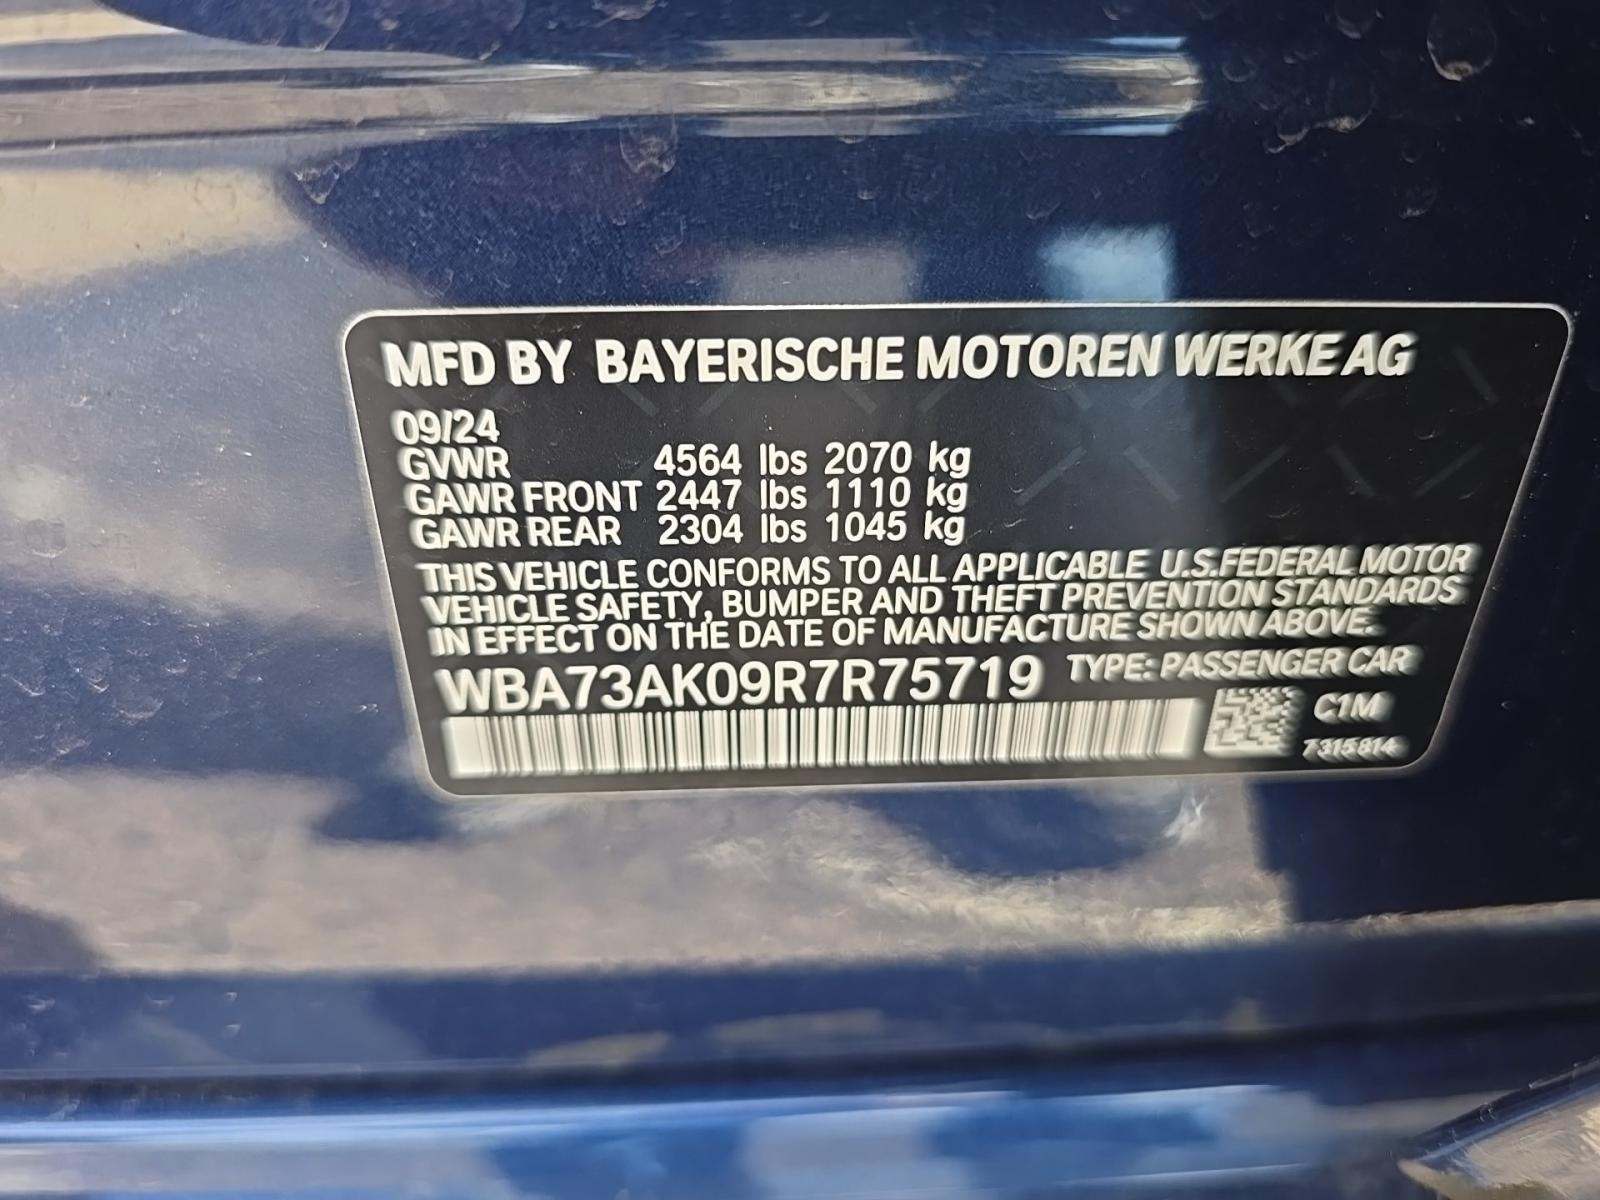 MFD BY BAYERISCHE MOTOREN WERKE AG
09/24
GVWR 4564 lbs 2070 kg
GAWR FRONT 2447 lbs 1110 kg
GAWR REAR 2304 lbs 1045 kg
THIS VEHICLE CONFORMS TO ALL APPLICABLE U.S.FEDERAL MOTOR
VEHICLE SAFETY, BUMPER AND THEFT PREVENTION STANDARDS
IN EFFECT ON THE DATE OF MANUFACTURE SHOWN ABOVE.
WBA73AK09R7R75719 TYPE: PASSENGER CAR
C1M
7315814